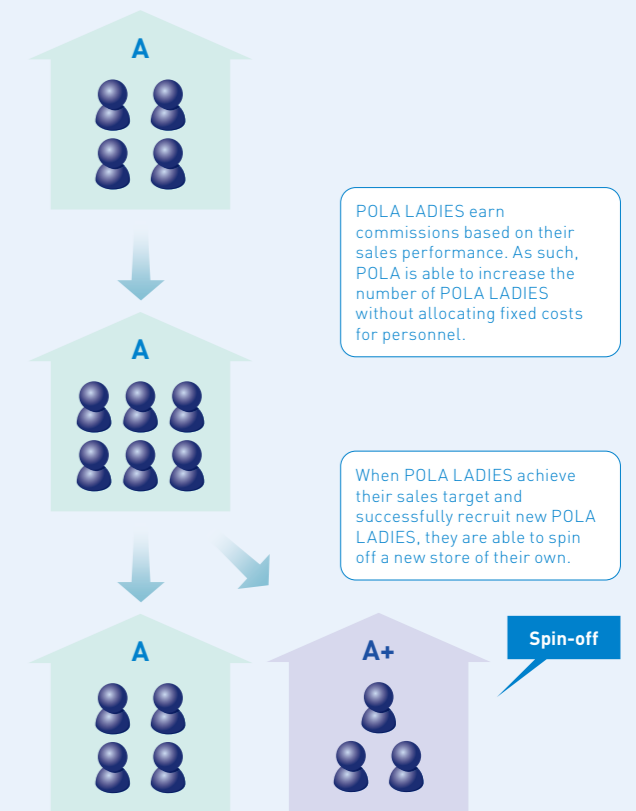 A
POLA LADIES earn
commissions based on their
sales performance. As such,
POLA is able to increase the
number of POLA LADIES
without allocating fixed costs
for personnel.
A
When POLA LADIES achieve
their sales target and
successfully recruit new POLA
LADIES, they are able to spin
off a new store of their own.
A
A+
Spin-off